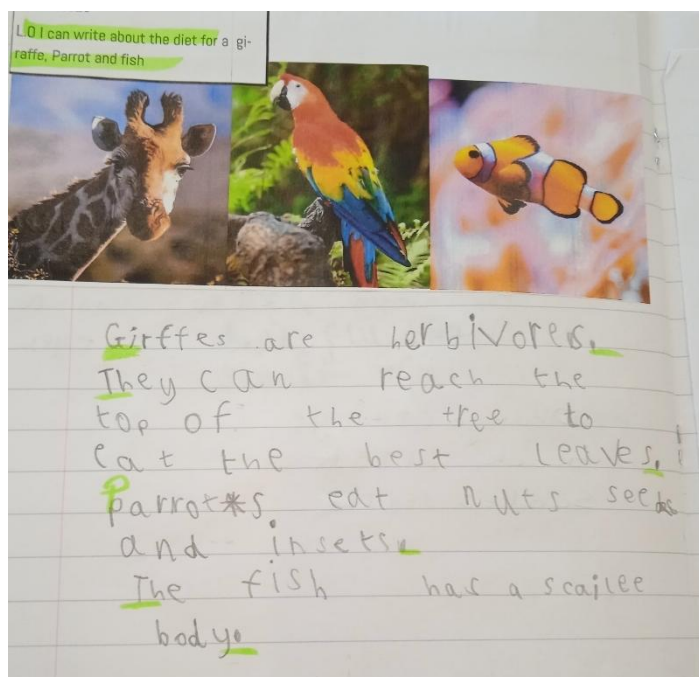 L.O I can write about the diet for a gi-
raffe, Parrot and fish
Girffes are herbivores.
They can reach the
top of the tree to
eat the best leaves.
Parrots eat nuts seeds
and insets.
The fish has a scailee
body.